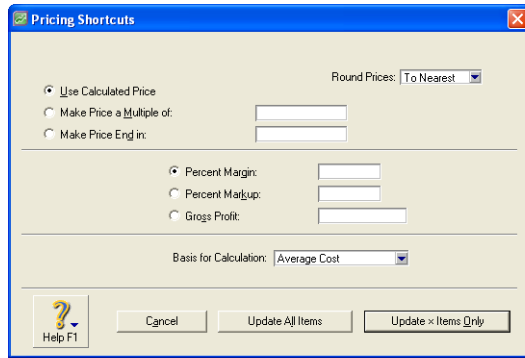 Pricing Shortcuts
Round Prices: To Nearest
Use Calculated Price
Make Price a Multiple of:
Make Price End in:
Percent Margin:
Percent Markup:
Gross Profit:
Basis for Calculation: Average Cost
Help F1
Cancel
Update All Items
Update × Items Only